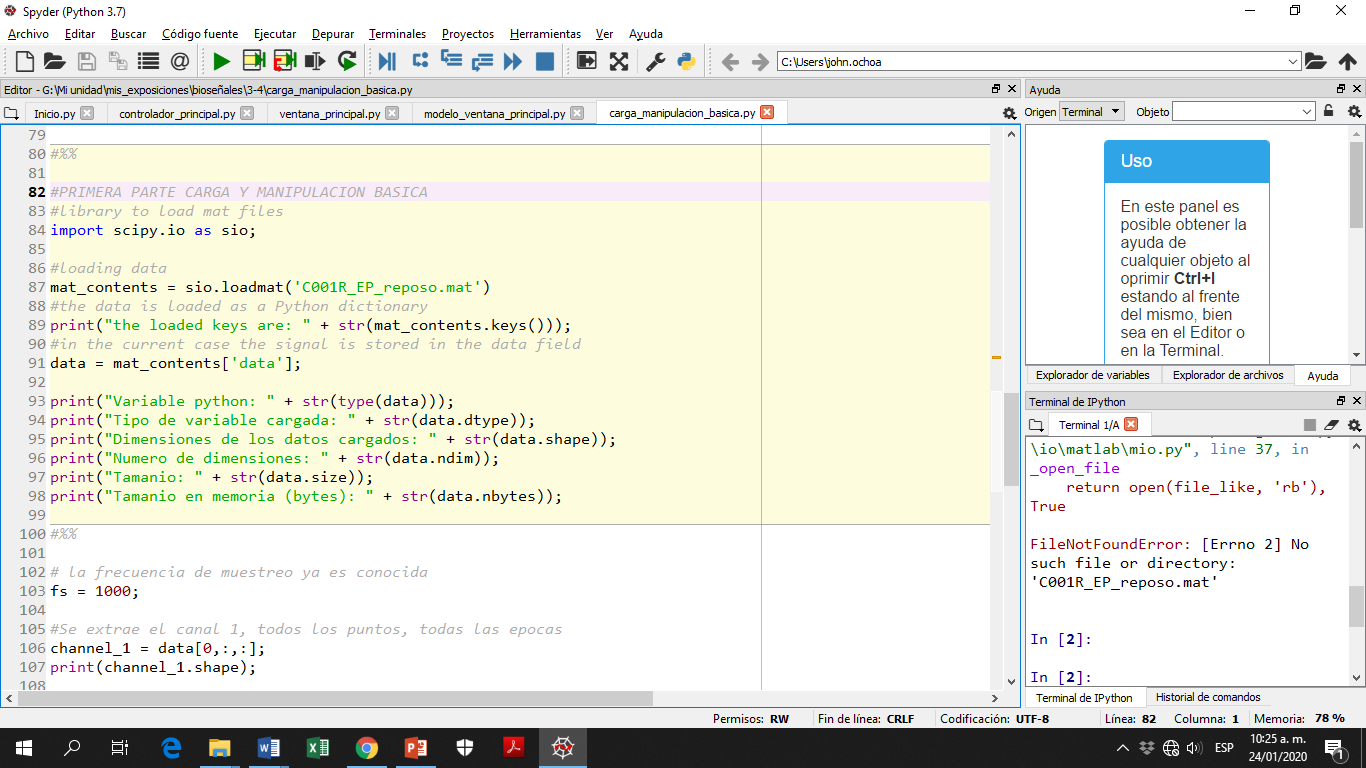 Spyder (Python 3.7)
Archivo Editar Buscar Código fuente Ejecutar Depurar Terminales Proyectos Herramientas Ver Ayuda
C:\Users\john.ochoa
Editor - G:\Mi unidad\mis_exposiciones\bioseñales\3-4\carga_manipulacion_basica.py
Inicio.py controlador_principal.py ventana_principal.py modelo_ventana_principal.py carga_manipulacion_basica.py
79
80 #%%
81
82 #PRIMERA PARTE CARGA Y MANIPULACION BASICA
83 #library to load mat files
84 import scipy.io as sio;
85
86 #loading data
87 mat_contents = sio.loadmat('C001R_EP_reposo.mat')
88 #the data is loaded as a Python dictionary
89 print("the loaded keys are: " + str(mat_contents.keys()));
90 #in the current case the signal is stored in the data field
91 data = mat_contents['data'];
92
93 print("Variable python: " + str(type(data)));
94 print("Tipo de variable cargada: " + str(data.dtype));
95 print("Dimensiones de los datos cargados: " + str(data.shape));
96 print("Numero de dimensiones: " + str(data.ndim));
97 print("Tamanio: " + str(data.size));
98 print("Tamanio en memoria (bytes): " + str(data.nbytes));
99
100 #%%
101
102 # la frecuencia de muestreo ya es conocida
103 fs = 1000;
104
105 #Se extrae el canal 1, todos los puntos, todas las epocas
106 channel_1 = data[0,:,:];
107 print(channel_1.shape);
108
Ayuda
Origen Terminal Objeto
Uso
En este panel es
posible obtener la
ayuda de
cualquier objeto al
oprimir Ctrl+I
estando al frente
del mismo, bien
sea en el Editor o
en la Terminal.
Explorador de variables Explorador de archivos Ayuda
Terminal de IPython
Terminal 1/A
\io\matlab\mio.py", line 37, in
_open_file
return open(file_like, 'rb'),
True
FileNotFoundError: [Errno 2] No
such file or directory:
'C001R_EP_reposo.mat'
In [2]:
In [2]:
Terminal de IPython Historial de comandos
Permisos: RW Fin de línea: CRLF Codificación: UTF-8 Línea: 82 Columna: 1 Memoria: 78 %
ESP
10:25 a. m.
24/01/2020
1